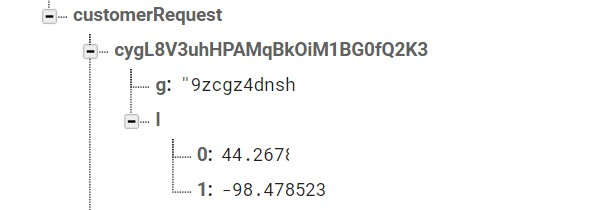 customerRequest
cygL8V3uhHPAMqBkOiM1BG0fQ2K3
g: "9zcgz4dnsh
l
0: 44.2678
1: -98.478523